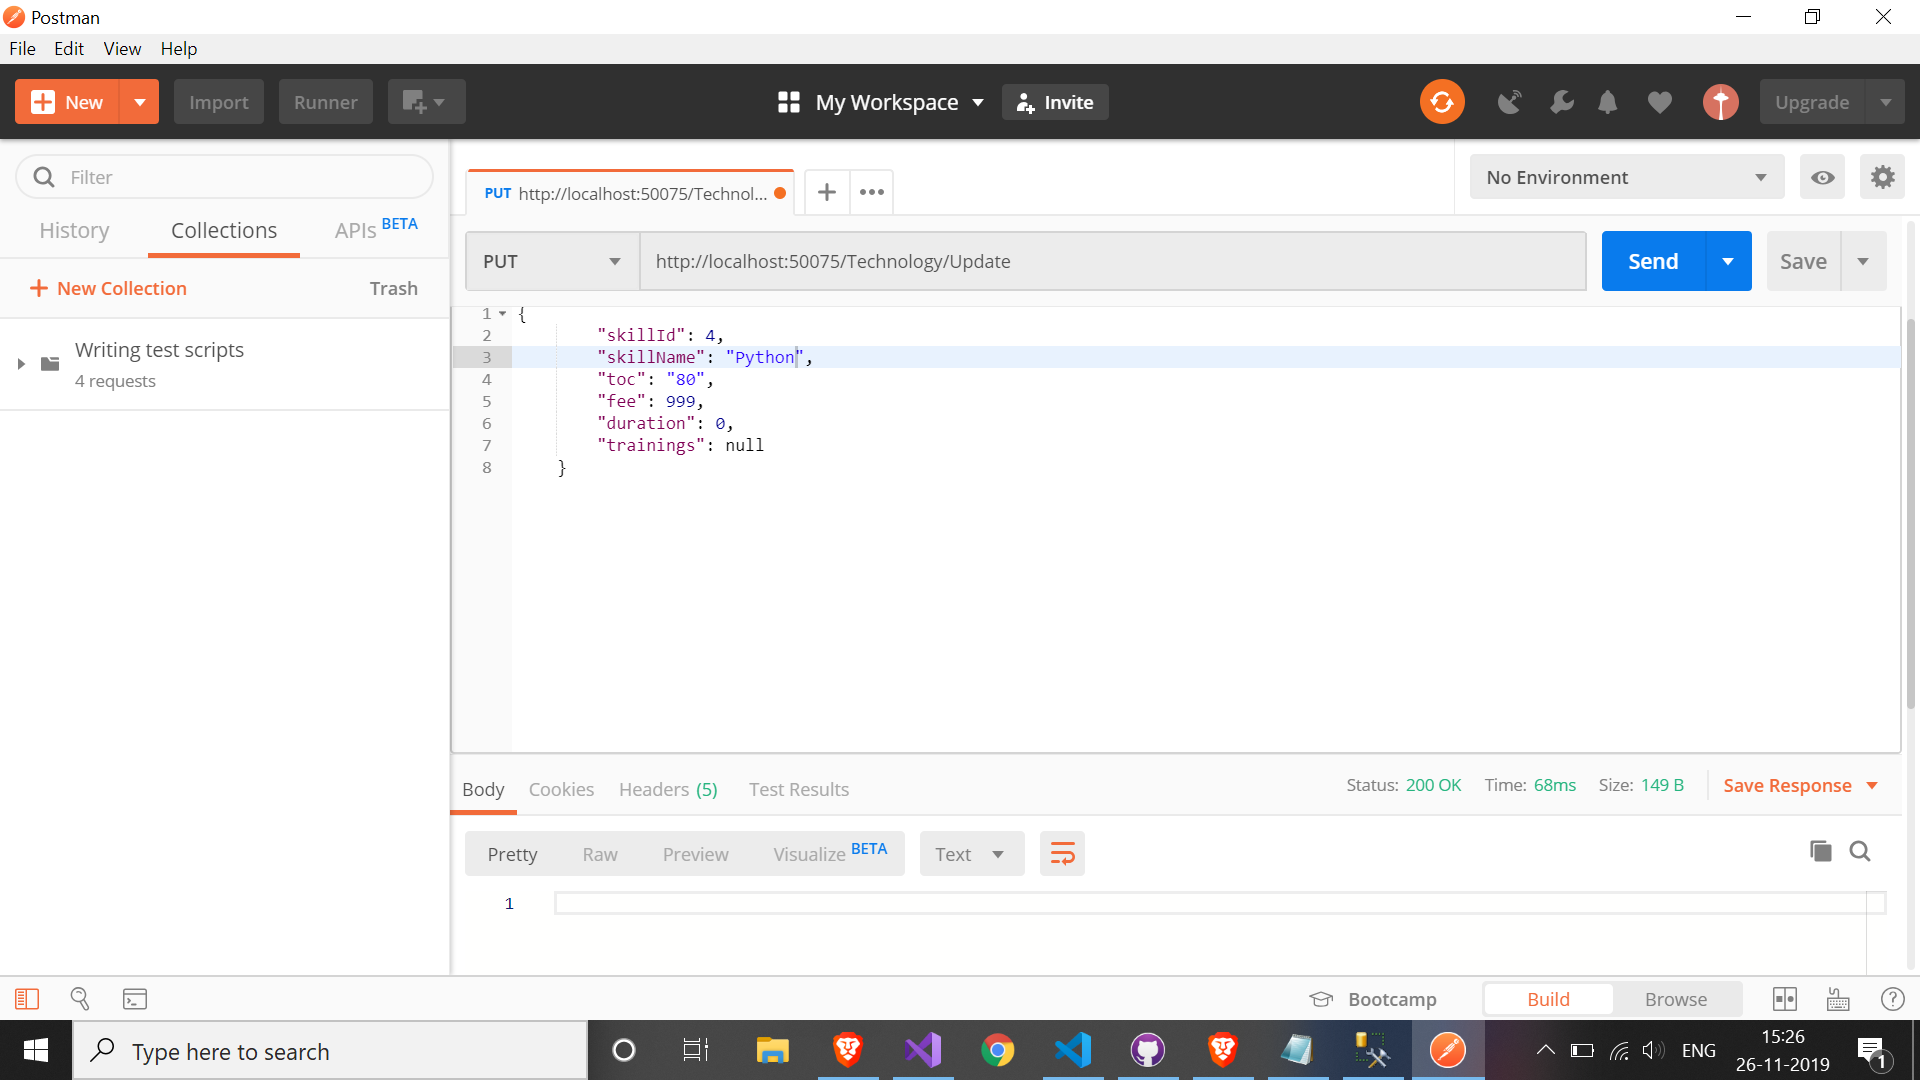 Postman
File Edit View Help
New Import Runner My Workspace Invite Upgrade
Filter
History Collections APIs BETA
New Collection Trash
Writing test scripts
4 requests
PUT http://localhost:50075/Technol... No Environment
PUT http://localhost:50075/Technology/Update Send Save
1 {
2 "skillId": 4,
3 "skillName": "Python",
4 "toc": "80",
5 "fee": 999,
6 "duration": 0,
7 "trainings": null
8 }
Body Cookies Headers (5) Test Results Status: 200 OK Time: 68ms Size: 149 B Save Response
Pretty Raw Preview Visualize BETA Text
1
Bootcamp Build Browse
Type here to search ENG 15:26
26-11-2019 1